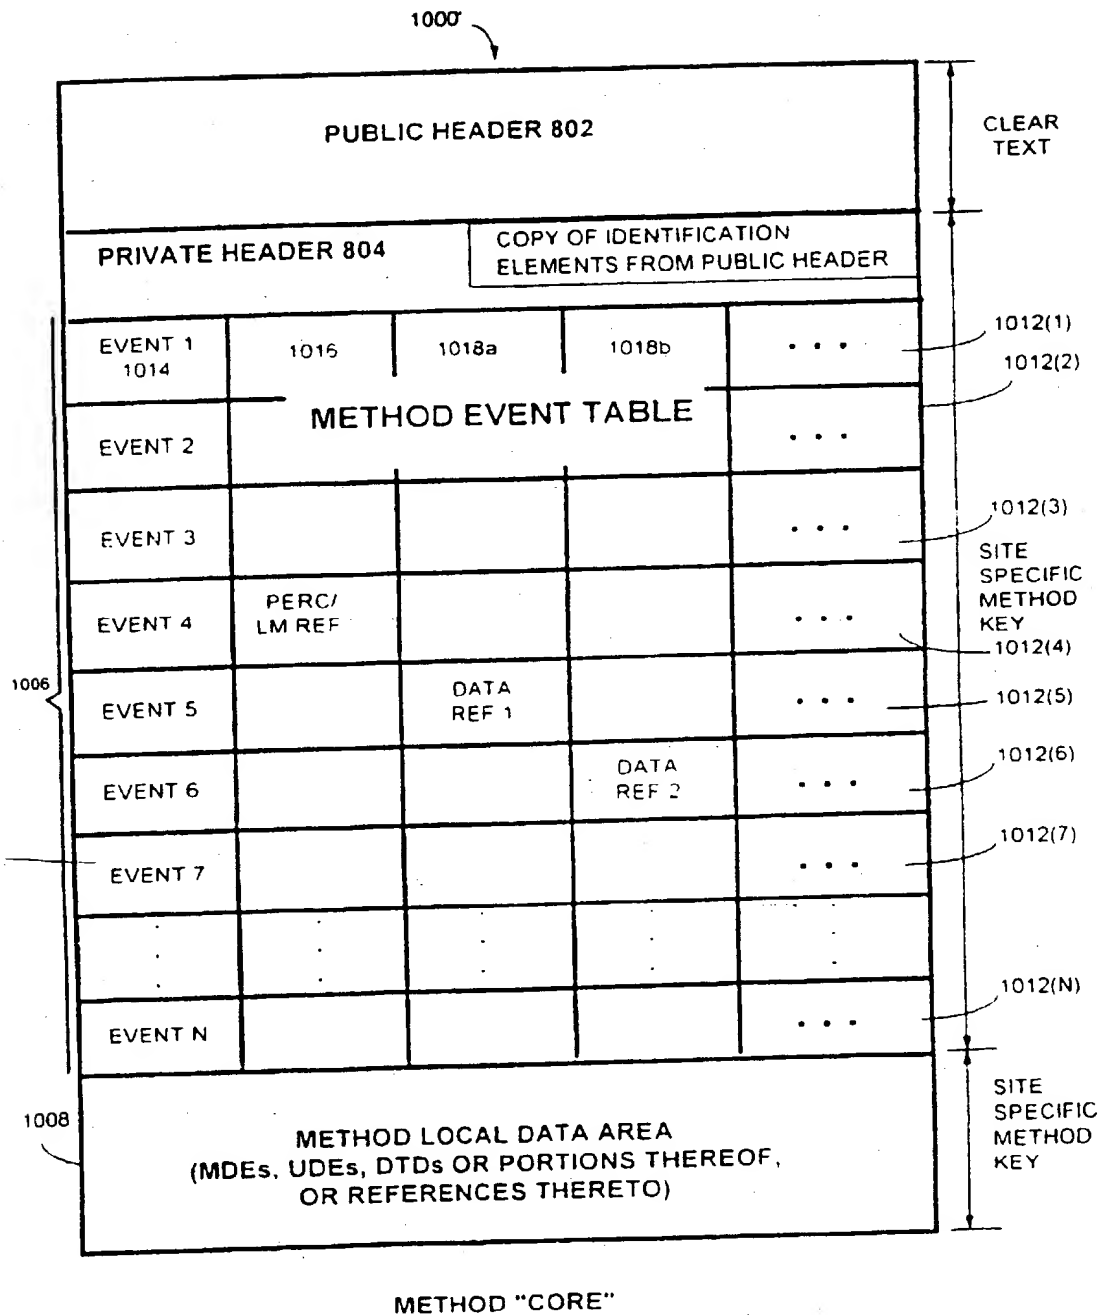 1000
PUBLIC HEADER 802
CLEAR
TEXT
PRIVATE HEADER 804
COPY OF IDENTIFICATION
ELEMENTS FROM PUBLIC HEADER
EVENT 1
1014
1016
1018a
1018b
• • •
1012(1)
1012(2)
METHOD EVENT TABLE
EVENT 2
• • •
EVENT 3
• • •
1012(3)
SITE
SPECIFIC
METHOD
KEY
EVENT 4
PERC/
LM REF
• • •
1012(4)
1006
EVENT 5
DATA
REF 1
• • •
1012(5)
EVENT 6
DATA
REF 2
• • •
1012(6)
EVENT 7
• • •
1012(7)
EVENT N
• • •
1012(N)
1008
METHOD LOCAL DATA AREA
(MDEs, UDEs, DTDs OR PORTIONS THEREOF,
OR REFERENCES THERETO)
SITE
SPECIFIC
METHOD
KEY
METHOD "CORE"